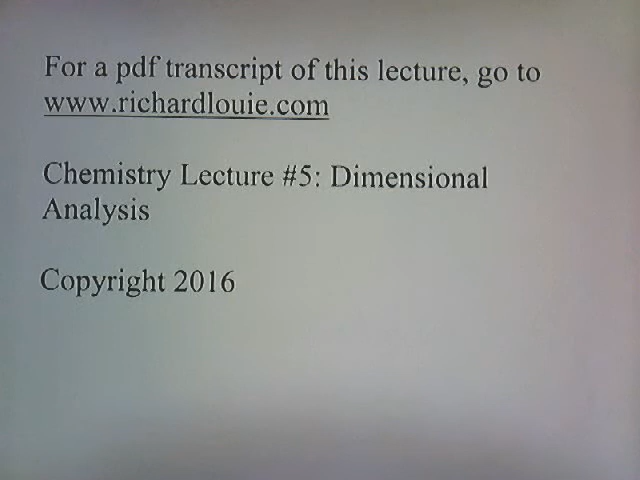 For a pdf transcript of this lecture, go to
www.richardlouie.com
Chemistry Lecture #5: Dimensional
Analysis
Copyright 2016